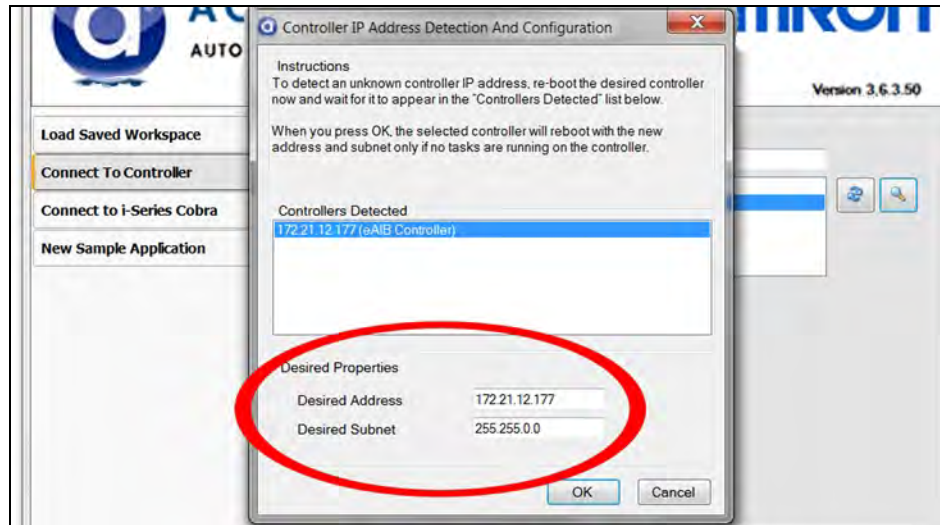 Controller IP Address Detection And Configuration
AUTO
Version 3.6.3.50
Instructions
To detect an unknown controller IP address, re-boot the desired controller
now and wait for it to appear in the "Controllers Detected" list below.
When you press OK, the selected controller will reboot with the new
address and subnet only if no tasks are running on the controller.
Load Saved Workspace
Connect To Controller
Connect to i-Series Cobra
New Sample Application
Controllers Detected
172.21.12.177 (eAIB Controller)
Desired Properties
Desired Address 172.21.12.177
Desired Subnet 255.255.0.0
OK Cancel